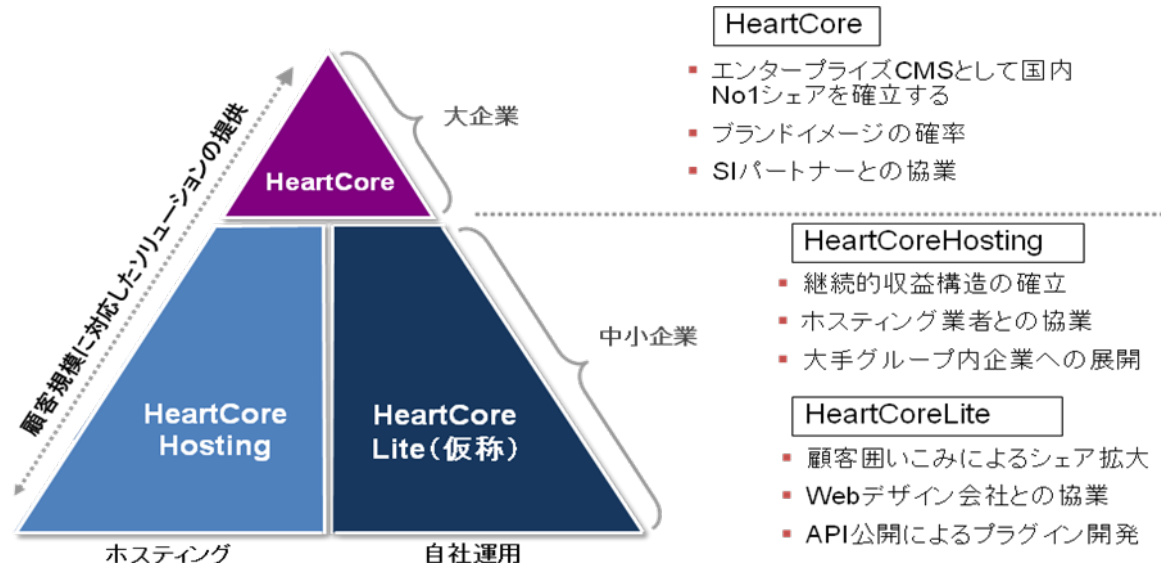 顧客規模に対応したソリューションの提供
HeartCore
大企業
HeartCore
Hosting
HeartCore
Lite(仮称)
中小企業
ホスティング
自社運用
HeartCore
エンタープライズCMSとして国内
No1シェアを確立する
ブランドイメージの確率
SIパートナーとの協業
HeartCoreHosting
継続的収益構造の確立
ホスティング業者との協業
大手グループ内企業への展開
HeartCoreLite
顧客囲いこみによるシェア拡大
Webデザイン会社との協業
API公開によるプラグイン開発